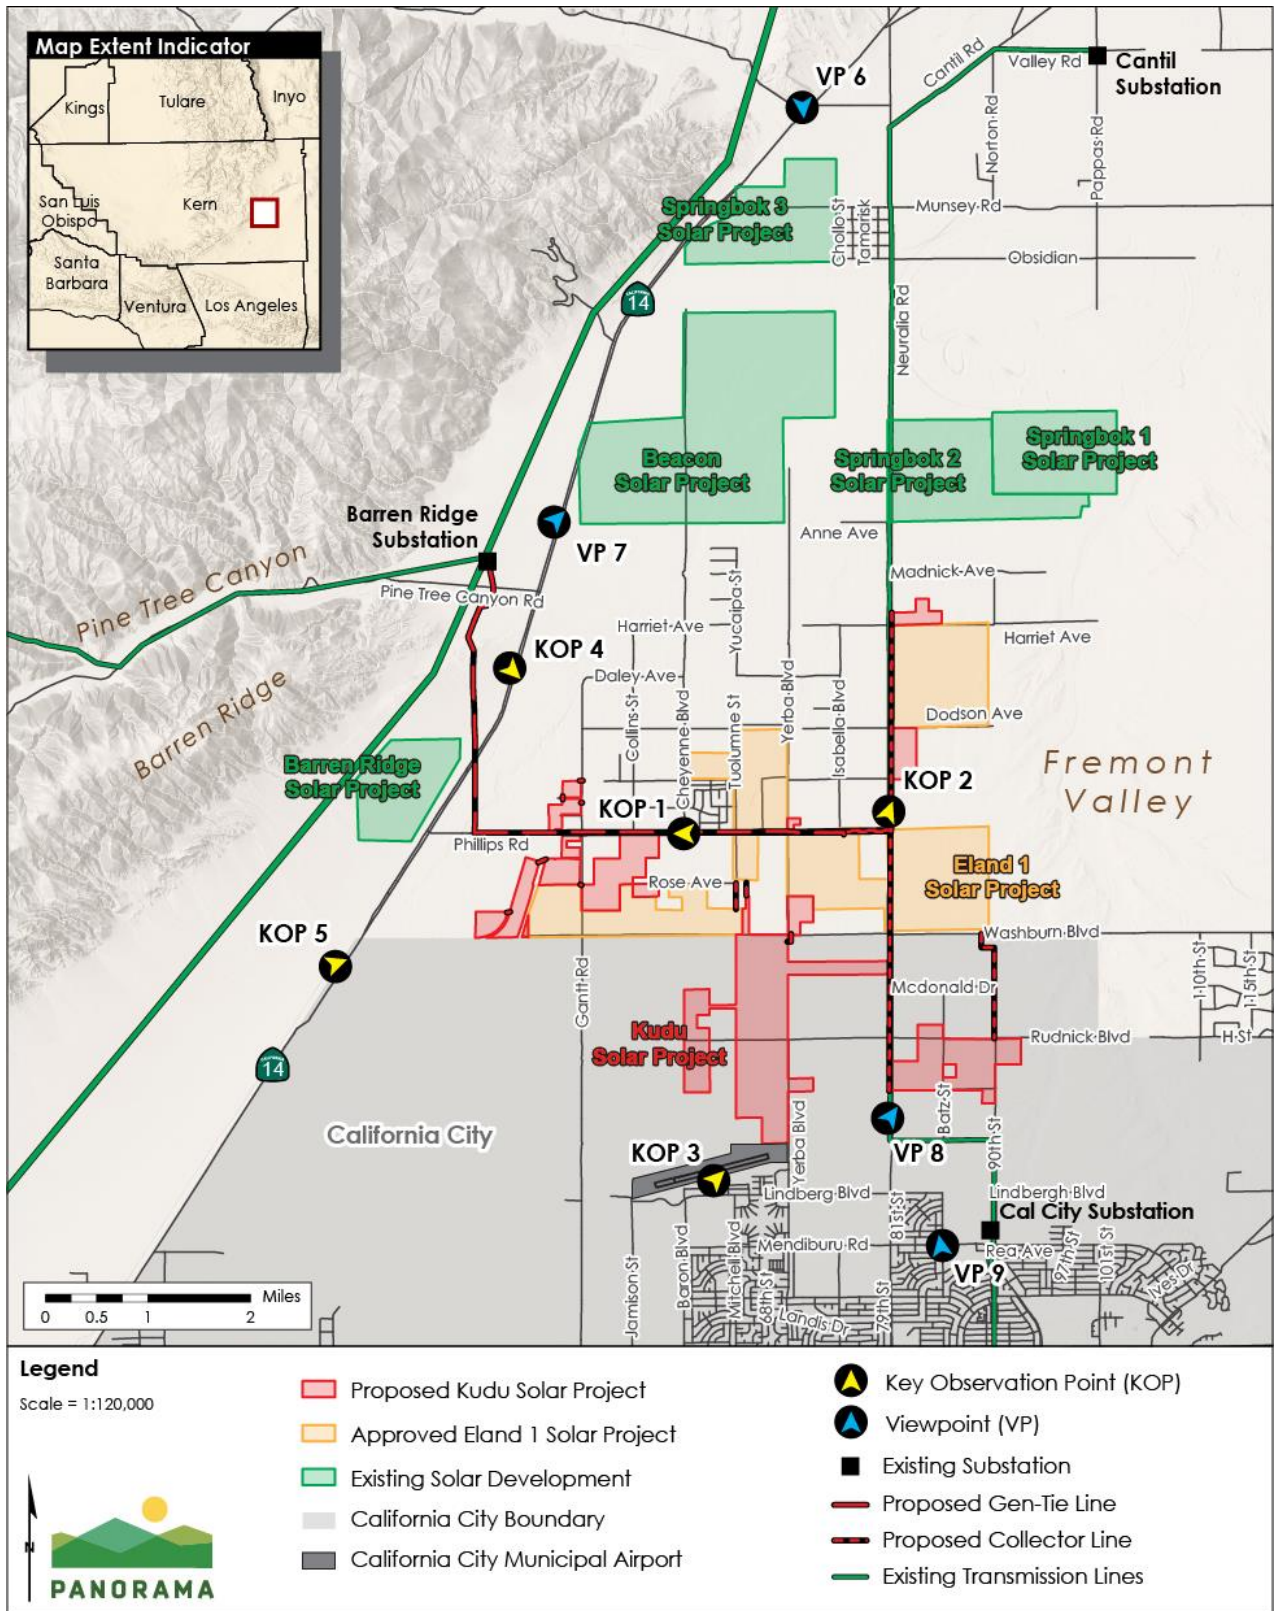 Map Extent Indicator
Kings
Tulare
Inyo
San Luis
Obispo
Kern
Santa
Barbara
Ventura
Los Angeles
VP 6
Cantil Rd
Valley Rd
Cantil
Substation
Norton Rd
Pappas Rd
Springbok 3
Solar Project
Chollo St
Tamarisk
Munsey Rd
Obsidian
CALIFORNIA
14
Neuralia Rd
Beacon
Solar Project
Springbok 2
Solar Project
Springbok 1
Solar Project
Barren Ridge
Substation
VP 7
Anne Ave
Pine Tree Canyon
Pine Tree Canyon Rd
Madnick Ave
Yucaipa St
Harriet Ave
Harriet Ave
KOP 4
Daley Ave
Barren Ridge
Collins St
Cheyenne Blvd
Tuolumne St
Yerba Blvd
Isabella Blvd
Dodson Ave
Barren Ridge
Solar Project
KOP 1
KOP 2
Fremont
Valley
Phillips Rd
Rose Ave
Eland 1
Solar Project
KOP 5
Washburn Blvd
Gantt Rd
Mcdonald Dr
110th St
115th St
Kudu
Solar Project
Rudnick Blvd
H St
CALIFORNIA
14
California City
Batz St
90th St
KOP 3
Yerba Blvd
VP 8
Lindberg Blvd
81st St
Lindbergh Blvd
Cal City Substation
Mendiburu Rd
Rea Ave
97th St
101st St
VP 9
Jamison St
Baron Blvd
Mitchell Blvd
68th St
Landis Dr
79th St
Ives Dr
Miles
0 0.5 1 2
Legend
Scale = 1:120,000
N
PANORAMA
Proposed Kudu Solar Project
Approved Eland 1 Solar Project
Existing Solar Development
California City Boundary
California City Municipal Airport
Key Observation Point (KOP)
Viewpoint (VP)
Existing Substation
Proposed Gen-Tie Line
Proposed Collector Line
Existing Transmission Lines